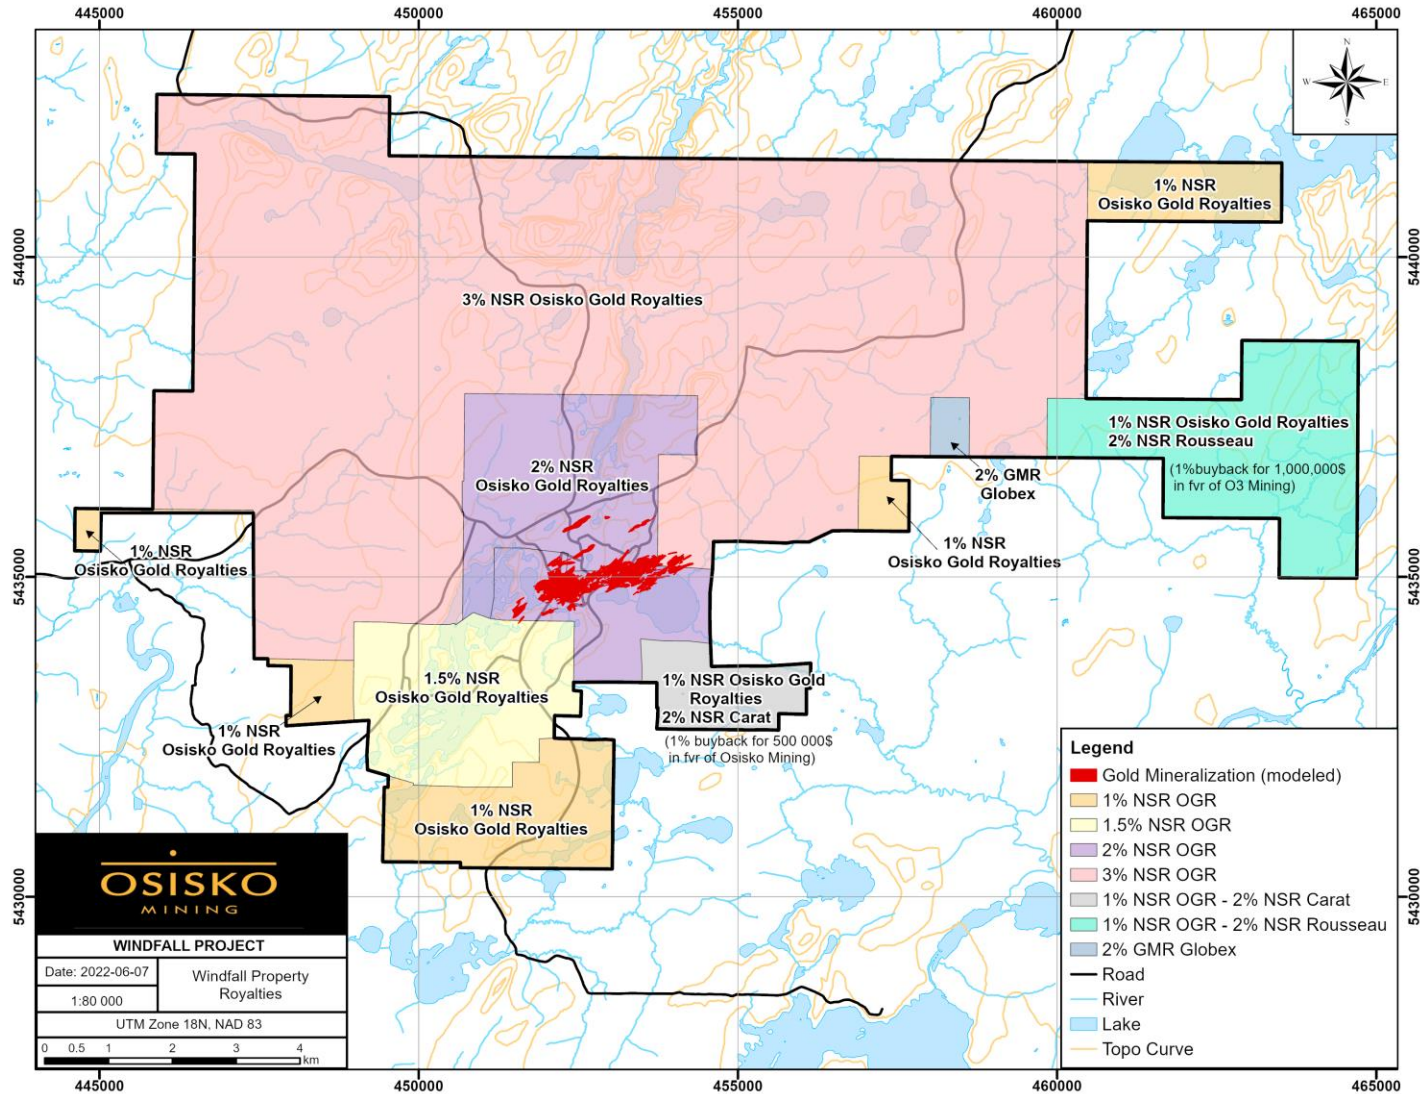 445000
450000
455000
460000
465000
N
W
E
S
1% NSR
Osisko Gold Royalties
5440000
5440000
3% NSR Osisko Gold Royalties
1% NSR Osisko Gold Royalties
2% NSR Rousseau
(1%buyback for 1,000,000$
in fvr of O3 Mining)
2% NSR
Osisko Gold Royalties
2% GMR
Globex
1% NSR
Osisko Gold Royalties
1% NSR
Osisko Gold Royalties
5435000
5435000
1.5% NSR
Osisko Gold Royalties
1% NSR Osisko Gold
Royalties
2% NSR Carat
(1% buyback for 500 000$
in fvr of Osisko Mining)
1% NSR
Osisko Gold Royalties
1% NSR
Osisko Gold Royalties
Legend
Gold Mineralization (modeled)
1% NSR OGR
1.5% NSR OGR
2% NSR OGR
3% NSR OGR
1% NSR OGR - 2% NSR Carat
1% NSR OGR - 2% NSR Rousseau
2% GMR Globex
Road
River
Lake
Topo Curve
5430000
5430000
OSISKO
MINING
WINDFALL PROJECT
Date: 2022-06-07
1:80 000
Windfall Property
Royalties
UTM Zone 18N, NAD 83
0 0.5 1 2 3 4
km
445000
450000
455000
460000
465000